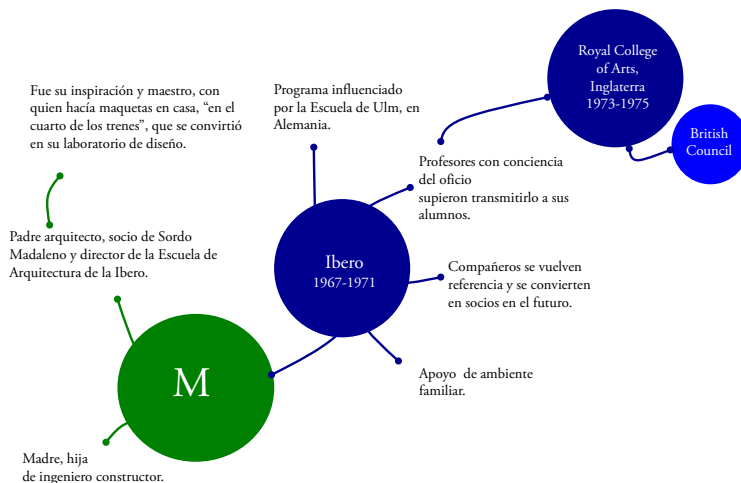 Royal College
of Arts,
Inglaterra
1973-1975
British
Council
Fue su inspiración y maestro, con
quien hacía maquetas en casa, “en el
cuarto de los trenes”, que se convirtió
en su laboratorio de diseño.
Programa influenciado
por la Escuela de Ulm, en
Alemania.
Profesores con conciencia
del oficio
supieron transmitirlo a sus
alumnos.
Padre arquitecto, socio de Sordo
Madaleno y director de la Escuela de
Arquitectura de la Ibero.
Ibero
1967-1971
Compañeros se vuelven
referencia y se convierten
en socios en el futuro.
M
Apoyo de ambiente
familiar.
Madre, hija
de ingeniero constructor.